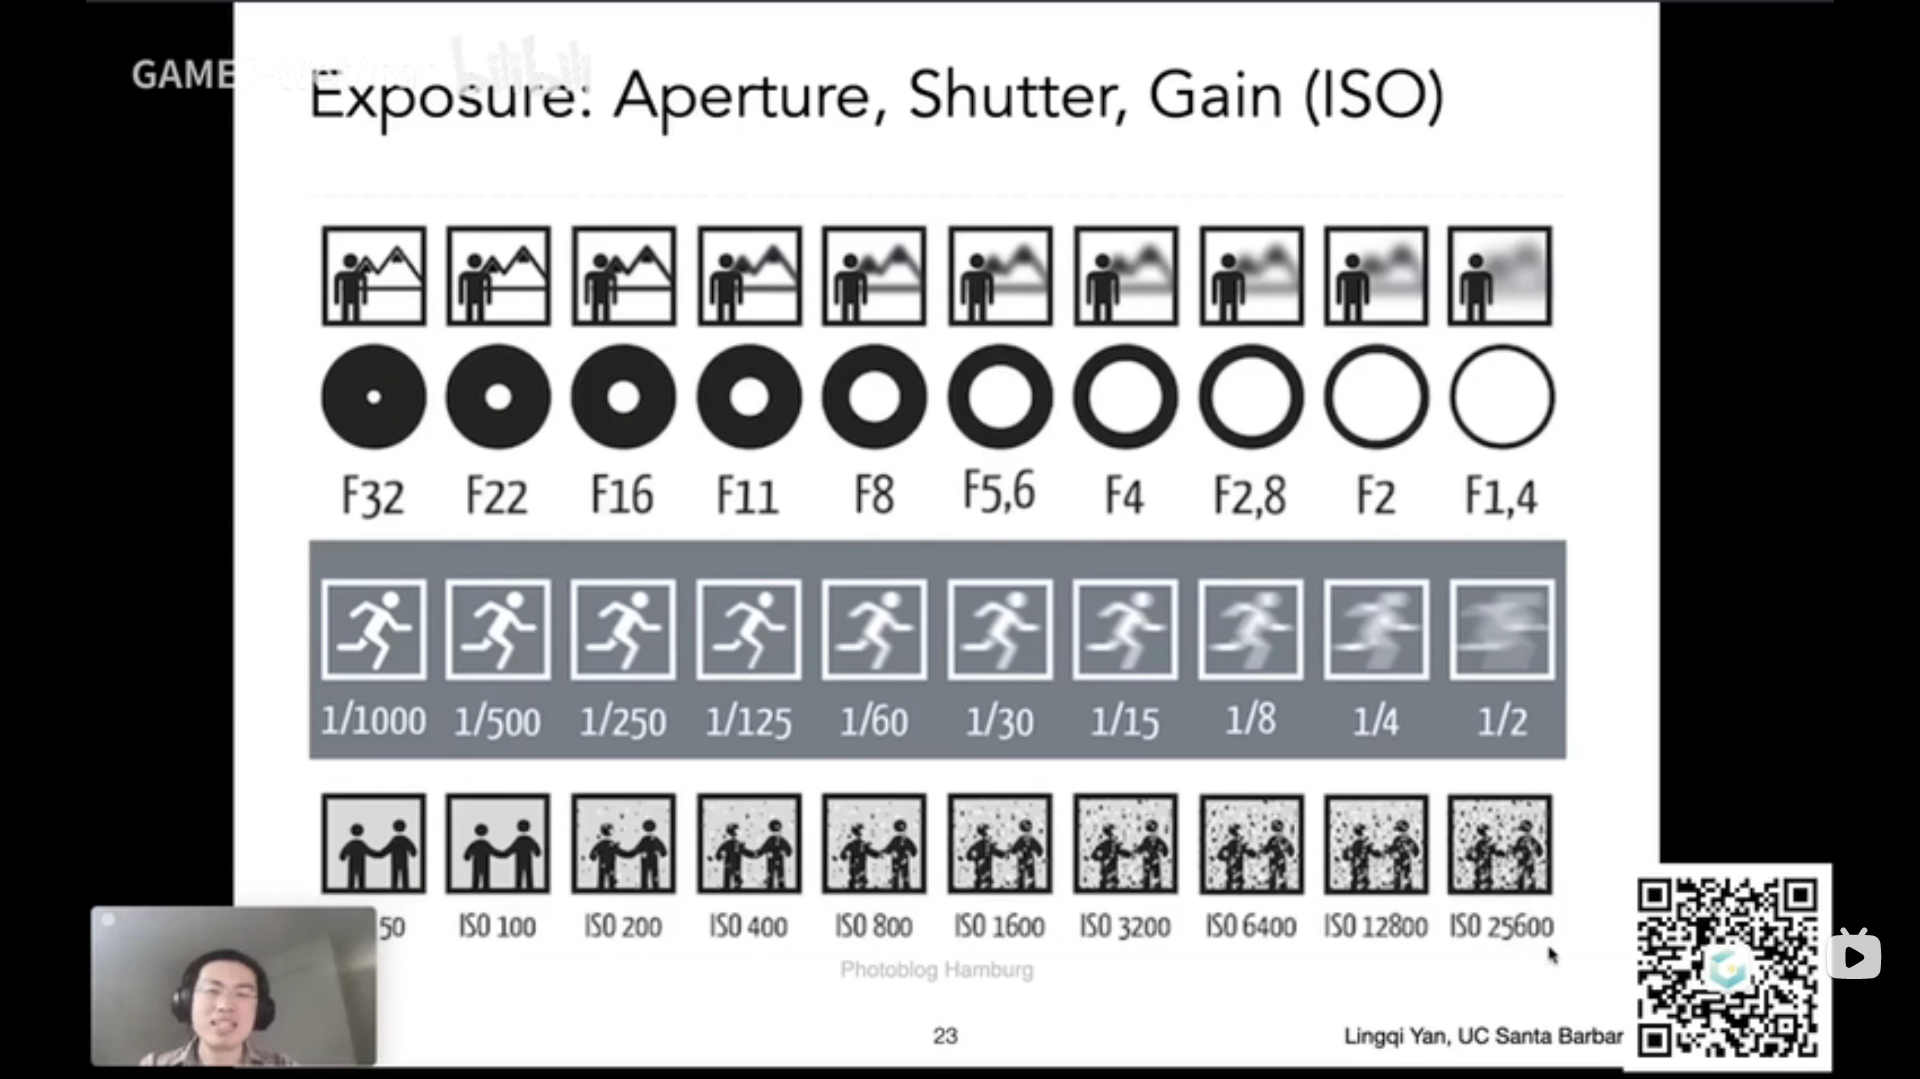 GAMES-Webinar bilibili
Exposure: Aperture, Shutter, Gain (ISO)
F32 F22 F16 F11 F8 F5,6 F4 F2,8 F2 F1,4
1/1000 1/500 1/250 1/125 1/60 1/30 1/15 1/8 1/4 1/2
50 ISO 100 ISO 200 ISO 400 ISO 800 ISO 1600 ISO 3200 ISO 6400 ISO 12800 ISO 25600
Photoblog Hamburg
23
Lingqi Yan, UC Santa Barbar